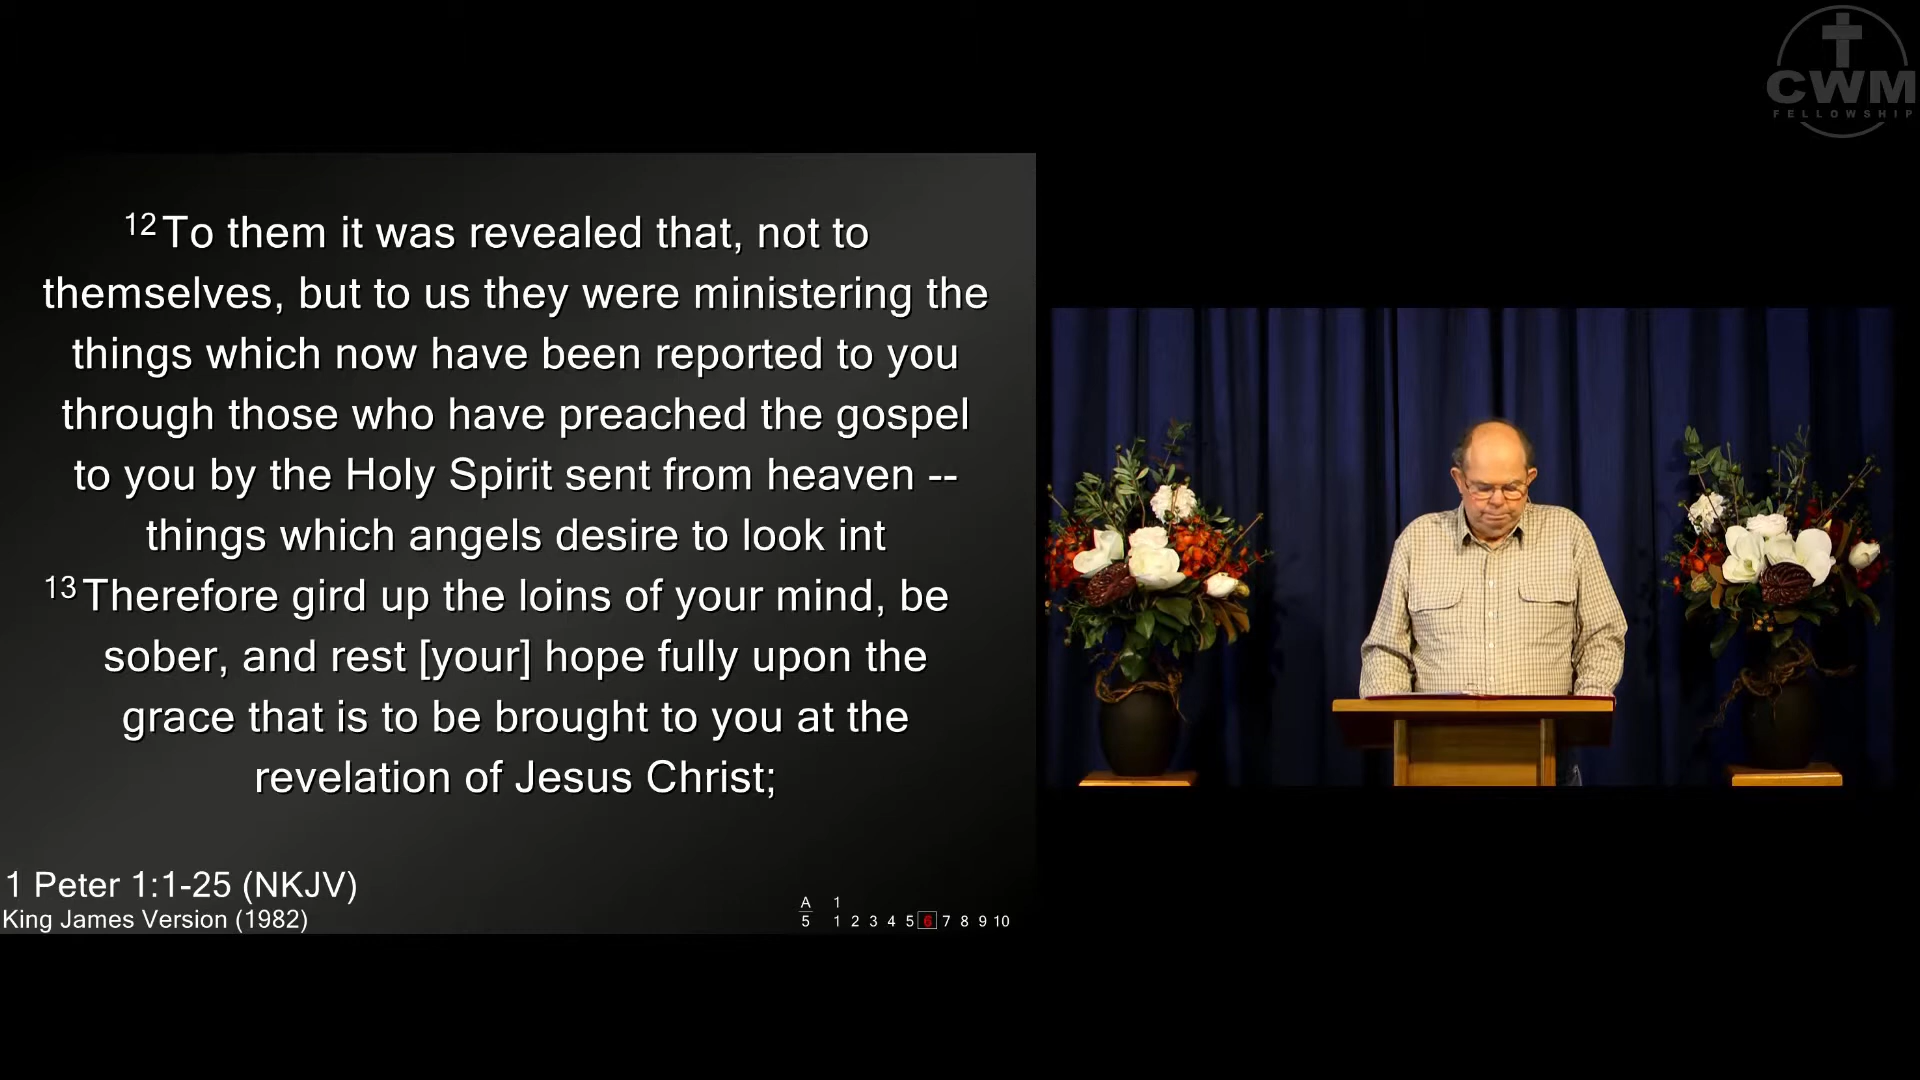 12 To them it was revealed that, not to
themselves, but to us they were ministering the
things which now have been reported to you
through those who have preached the gospel
to you by the Holy Spirit sent from heaven --
things which angels desire to look int
13 Therefore gird up the loins of your mind, be
sober, and rest [your] hope fully upon the
grace that is to be brought to you at the
revelation of Jesus Christ;
1 Peter 1:1-25 (NKJV)
King James Version (1982)
A 1
5 1 2 3 4 5 6 7 8 9 10
CWM
FELLOWSHIP